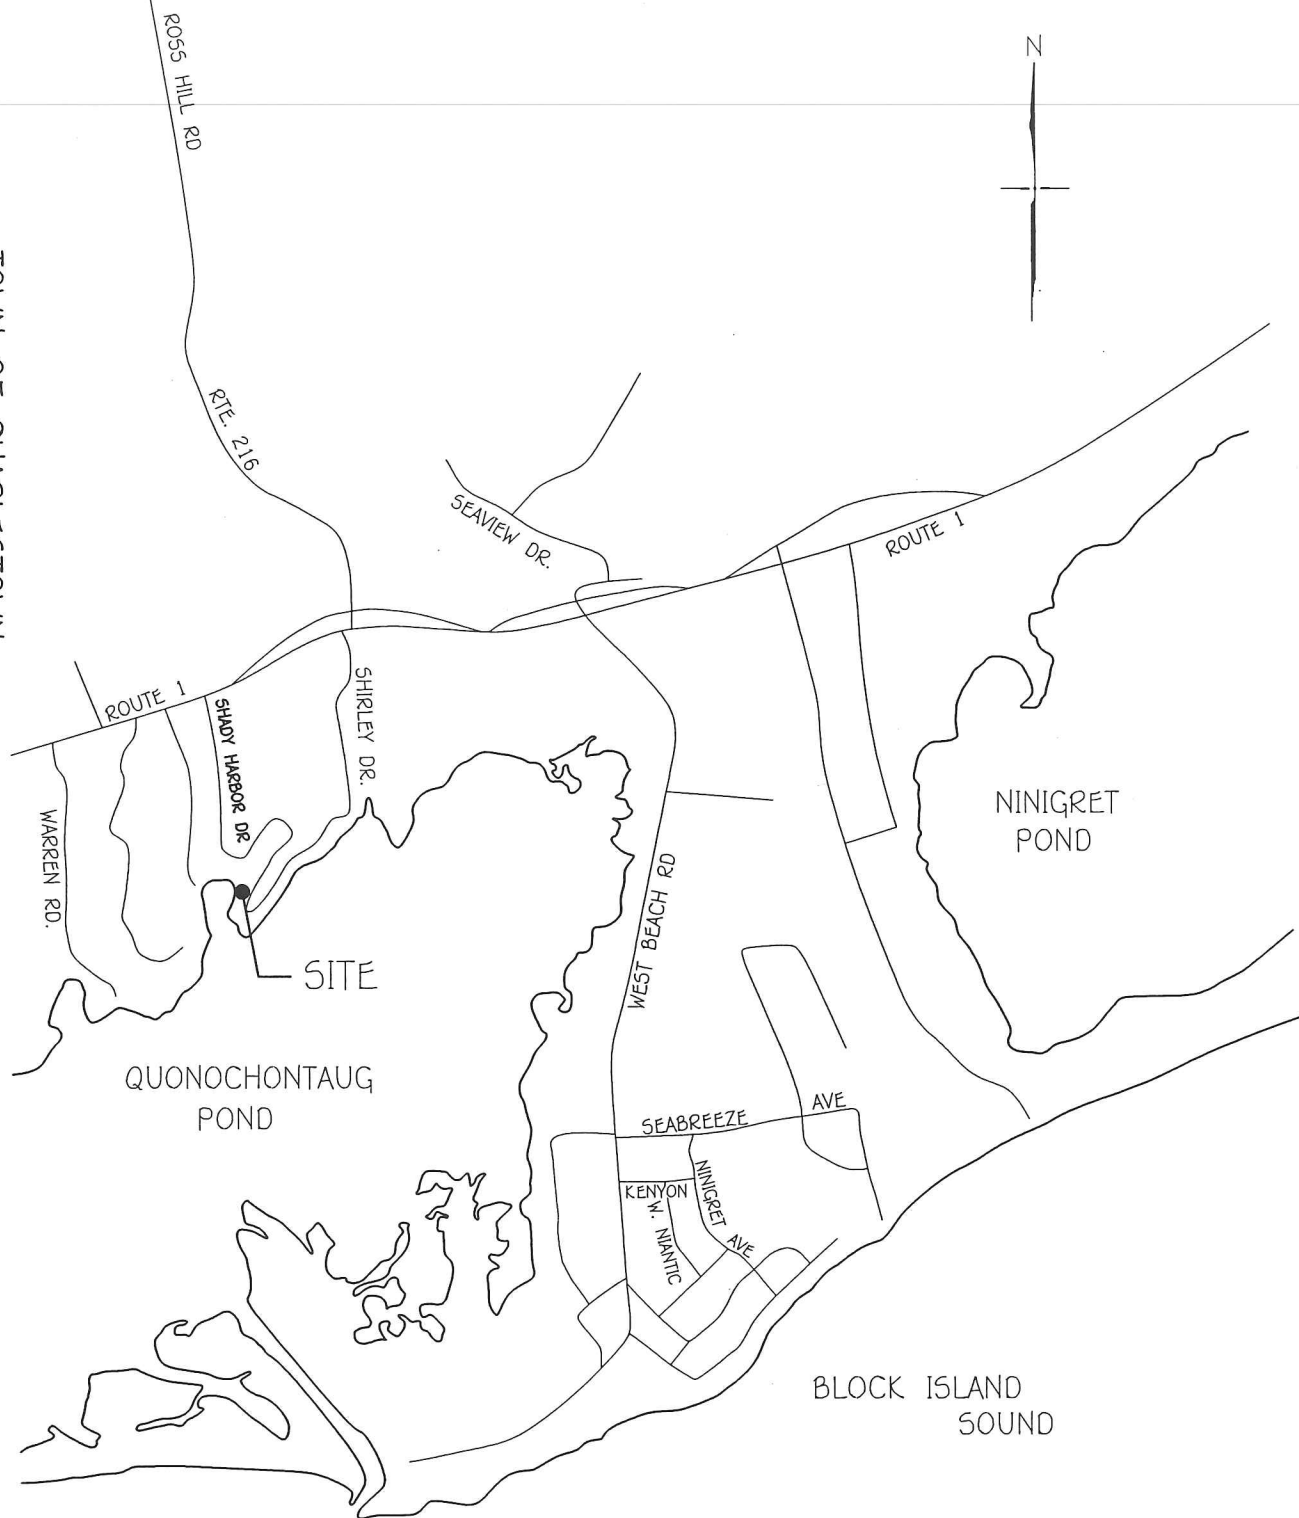 ROSS HILL RD
N
RTE. 216
SEAVIEW DR.
ROUTE 1
ROUTE 1
SHIRLEY DR.
SHADY HARBOR DR
WARREN RD.
NINIGRET
POND
WEST BEACH RD
SITE
QUONOCHONTAUG
POND
SEABREEZE AVE
KENYON
NINIGRET AVE
W. NIANTIC
BLOCK ISLAND
SOUND